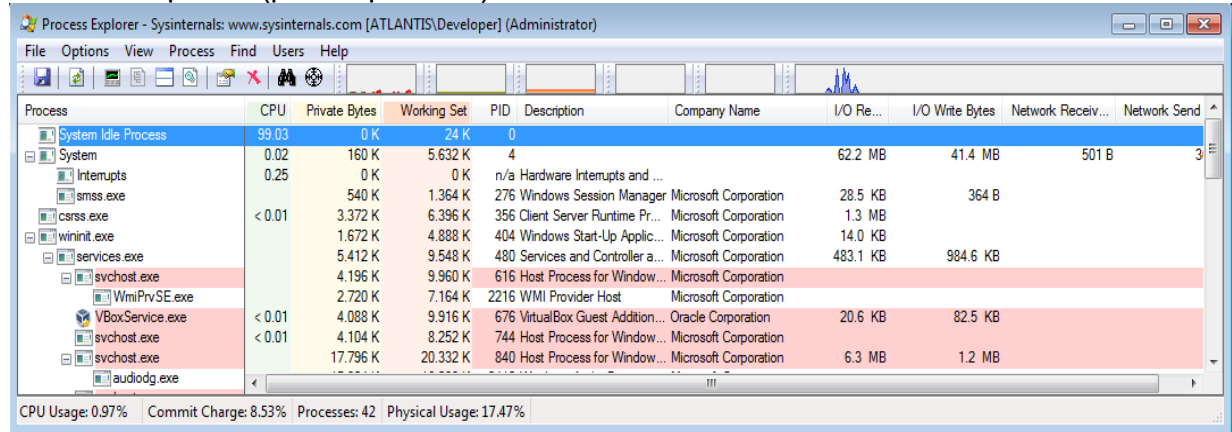 Process Explorer - Sysinternals: www.sysinternals.com [ATLANTIS\Developer] (Administrator)
File Options View Process Find Users Help
Process CPU Private Bytes Working Set PID Description Company Name I/O Re... I/O Write Bytes Network Receiv... Network Send
System Idle Process 99.03 0 K 24 K 0
System 0.02 160 K 5.632 K 4 62.2 MB 41.4 MB 501 B
Interrupts 0.25 0 K 0 K n/a Hardware Interrupts and ...
smss.exe 540 K 1.364 K 276 Windows Session Manager Microsoft Corporation 28.5 KB 364 B
csrss.exe < 0.01 3.372 K 6.396 K 356 Client Server Runtime Pr... Microsoft Corporation 1.3 MB
wininit.exe 1.672 K 4.888 K 404 Windows Start-Up Applic... Microsoft Corporation 14.0 KB
services.exe 5.412 K 9.548 K 480 Services and Controller a... Microsoft Corporation 483.1 KB 984.6 KB
svchost.exe 4.196 K 9.960 K 616 Host Process for Window... Microsoft Corporation
WmiPrvSE.exe 2.720 K 7.164 K 2216 WMI Provider Host Microsoft Corporation
VBoxService.exe < 0.01 4.088 K 9.916 K 676 VirtualBox Guest Addition... Oracle Corporation 20.6 KB 82.5 KB
svchost.exe < 0.01 4.104 K 8.252 K 744 Host Process for Window... Microsoft Corporation
svchost.exe 17.796 K 20.332 K 840 Host Process for Window... Microsoft Corporation 6.3 MB 1.2 MB
audiodg.exe
CPU Usage: 0.97% Commit Charge: 8.53% Processes: 42 Physical Usage: 17.47%